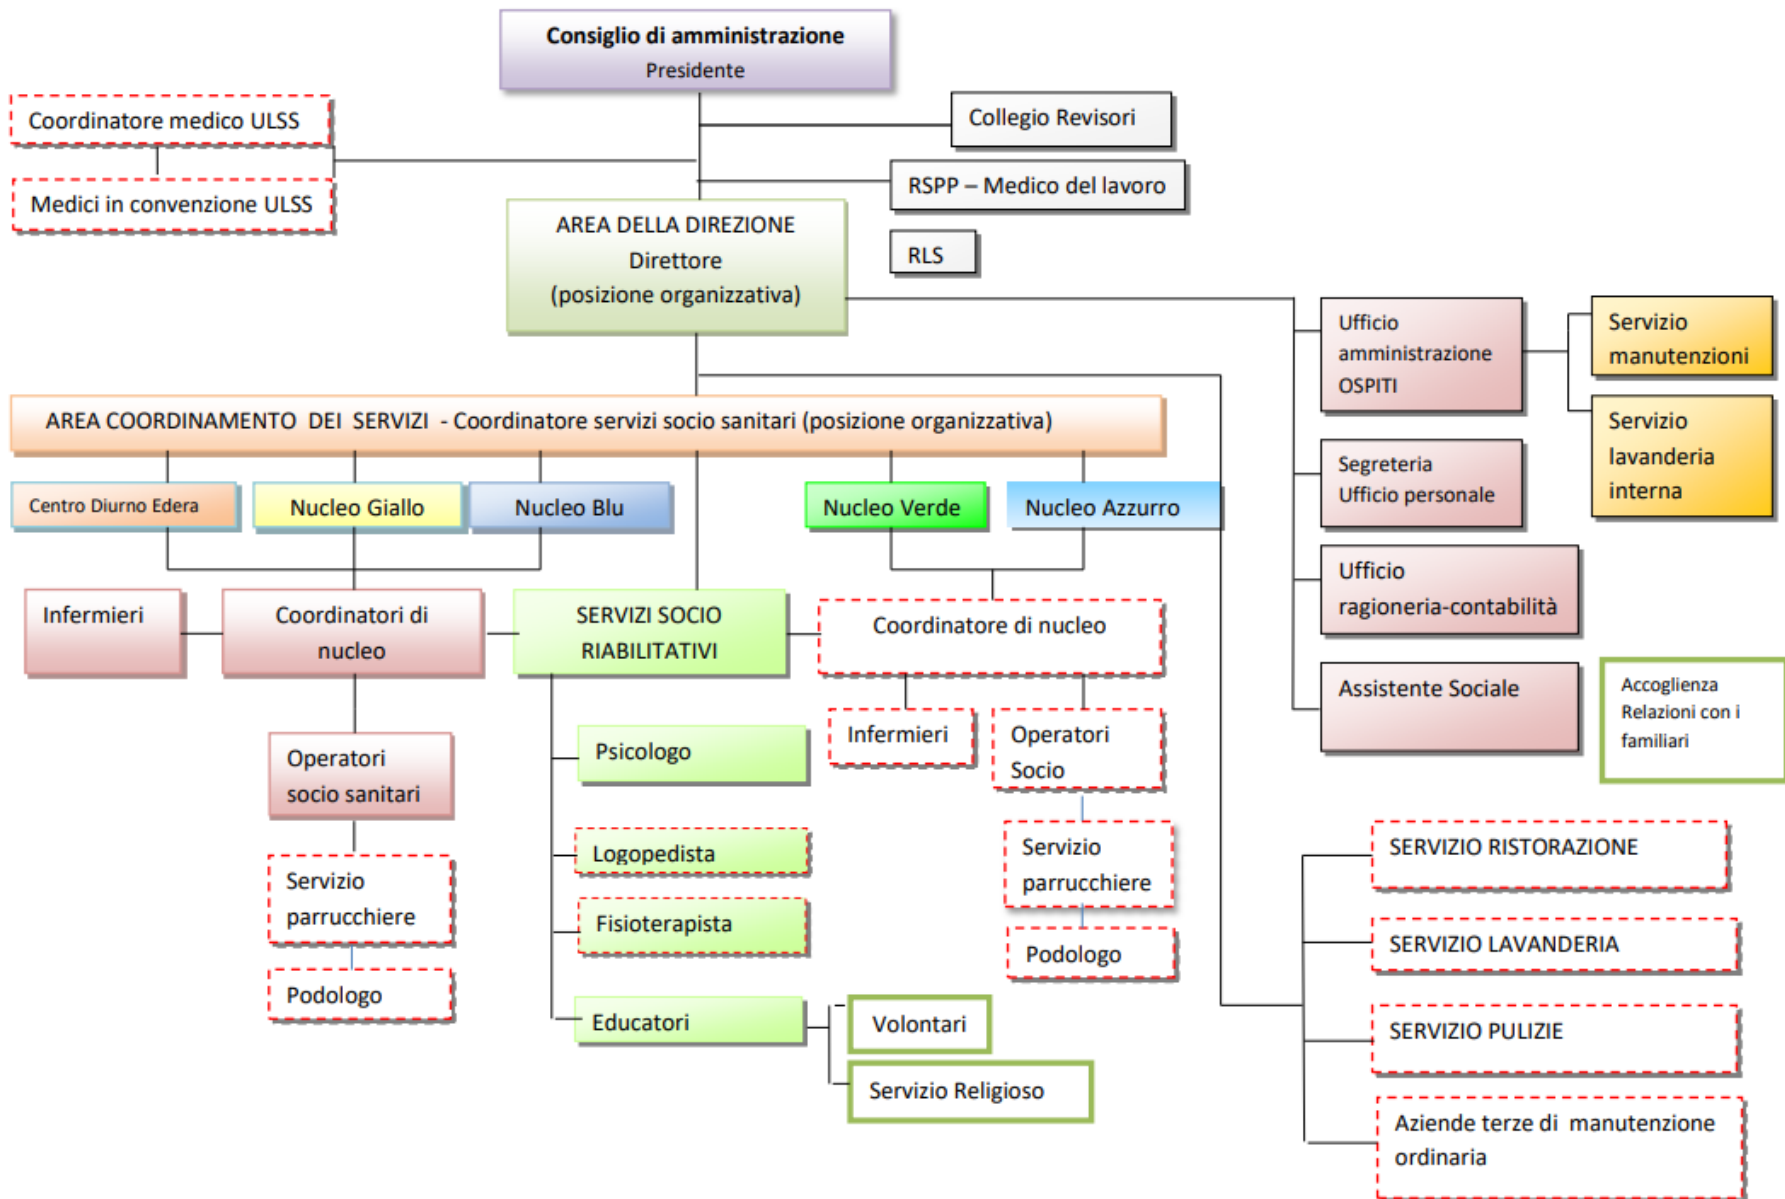 Consiglio di amministrazione
Presidente
Coordinatore medico ULSS
Collegio Revisori
Medici in convenzione ULSS
RSPP – Medico del lavoro
AREA DELLA DIREZIONE
Direttore
(posizione organizzativa)
RLS
Ufficio
amministrazione
OSPITI
Servizio
manutenzioni
AREA COORDINAMENTO DEI SERVIZI - Coordinatore servizi socio sanitari (posizione organizzativa)
Servizio
lavanderia
interna
Segreteria
Ufficio personale
Centro Diurno Edera
Nucleo Giallo
Nucleo Blu
Nucleo Verde
Nucleo Azzurro
Ufficio
ragioneria-contabilità
Infermieri
Coordinatori di
nucleo
SERVIZI SOCIO
RIABILITATIVI
Coordinatore di nucleo
Assistente Sociale
Accoglienza
Relazioni con i
familiari
Operatori
socio sanitari
Psicologo
Infermieri
Operatori
Socio
Servizio
parrucchiere
Logopedista
Servizio
parrucchiere
SERVIZIO RISTORAZIONE
Fisioterapista
Podologo
SERVIZIO LAVANDERIA
Podologo
Educatori
Volontari
SERVIZIO PULIZIE
Servizio Religioso
Aziende terze di manutenzione
ordinaria